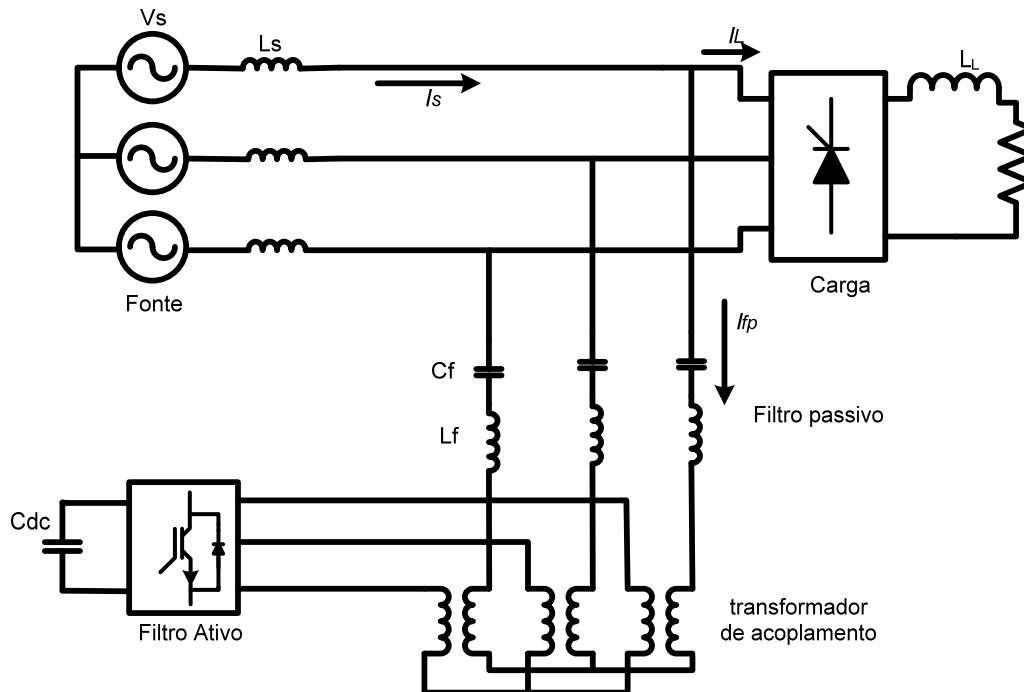 Vs
Ls
IL
LL
Is
Fonte
Carga
Ifp
Cf
Filtro passivo
Lf
Cdc
Filtro Ativo
transformador
de acoplamento